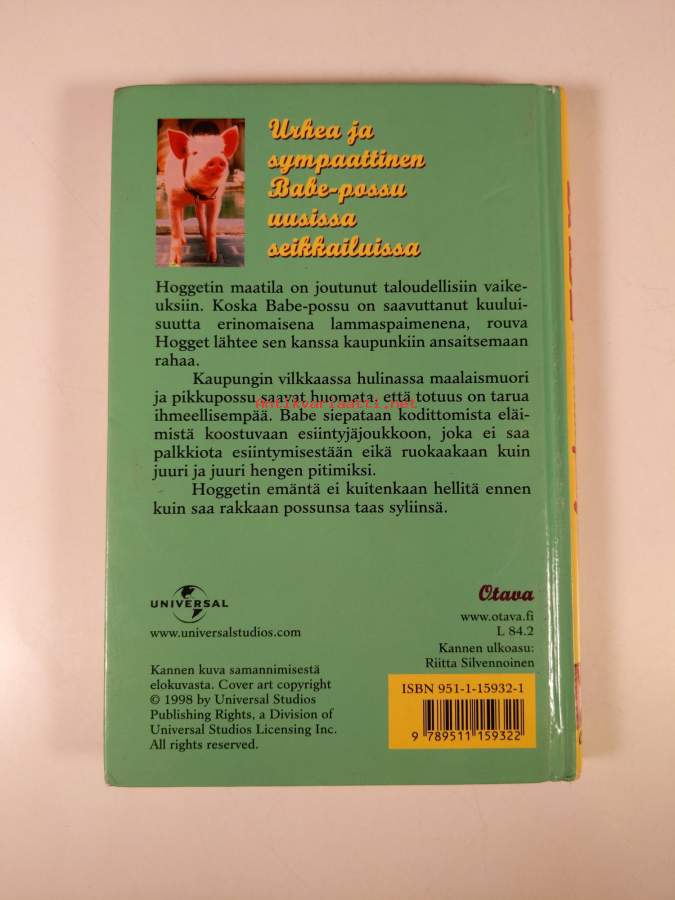 Urhea ja
sympaattinen
Babe-possu
uusissa
seikkailuissa
Hoggetin maatila on joutunut taloudellisiin vaike-
uksiin. Koska Babe-possu on saavuttanut kuului-
suutta erinomaisena lammaspaimenena, rouva
Hogget lähtee sen kanssa kaupunkiin ansaitsemaan
rahaa.
Kaupungin vilkkaassa hulinassa maalaismuori
ja pikkupossu saavat huomata, että totuus on tarua
Antikvariaatti.net
ihmeellisempää. Babe siepataan kodittomista eläi-
mistä koostuvaan esiintyjäjoukkoon, joka ei saa
palkkiota esiintymisestään eikä ruokaakaan kuin
juuri ja juuri hengen pitimiksi.
Hoggetin emäntä ei kuitenkaan hellitä ennen
kuin saa rakkaan possunsa taas syliinsä.
UNIVERSAL
www.universalstudios.com
Kannen kuva samannimisestä
elokuvasta. Cover art copyright
© 1998 by Universal Studios
Publishing Rights, a Division of
Universal Studios Licensing Inc.
All rights reserved.
Otava
www.otava.fi
L 84.2
Kannen ulkoasu:
Riitta Silvennoinen
ISBN 951-1-15932-1
9 789511 159322